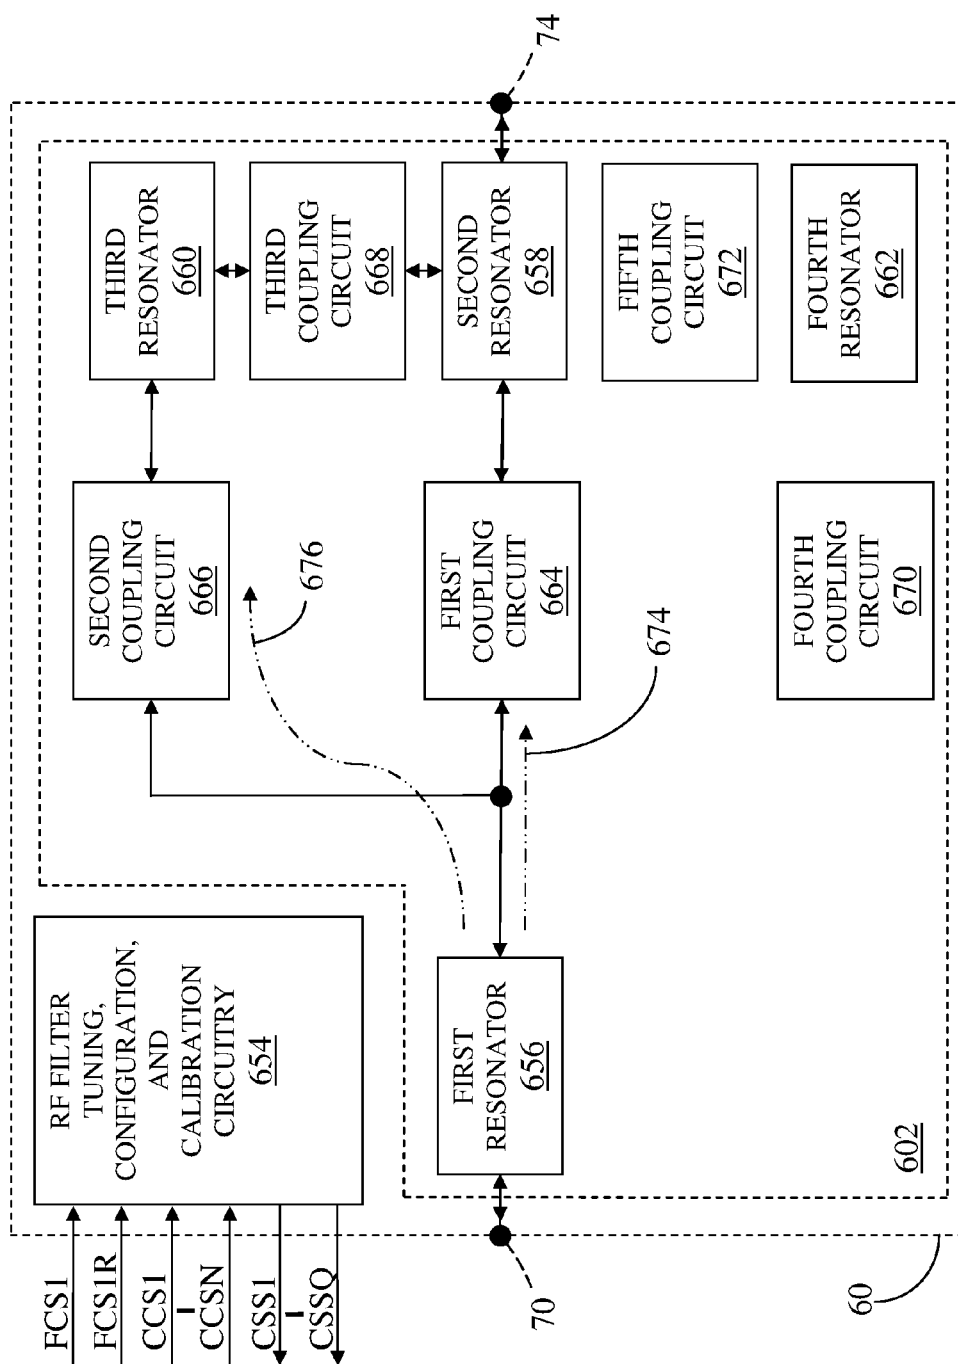 FCS1
FCS1R
CCS1
CCSN
CSS1
CSSQ
RF FILTER
TUNING,
CONFIGURATION,
AND
CALIBRATION
CIRCUITRY
654
SECOND
COUPLING
CIRCUIT
666
THIRD
RESONATOR
660
THIRD
COUPLING
CIRCUIT
668
676
70
FIRST
RESONATOR
656
FIRST
COUPLING
CIRCUIT
664
SECOND
RESONATOR
658
74
674
FIFTH
COUPLING
CIRCUIT
672
FOURTH
COUPLING
CIRCUIT
670
FOURTH
RESONATOR
662
602
60